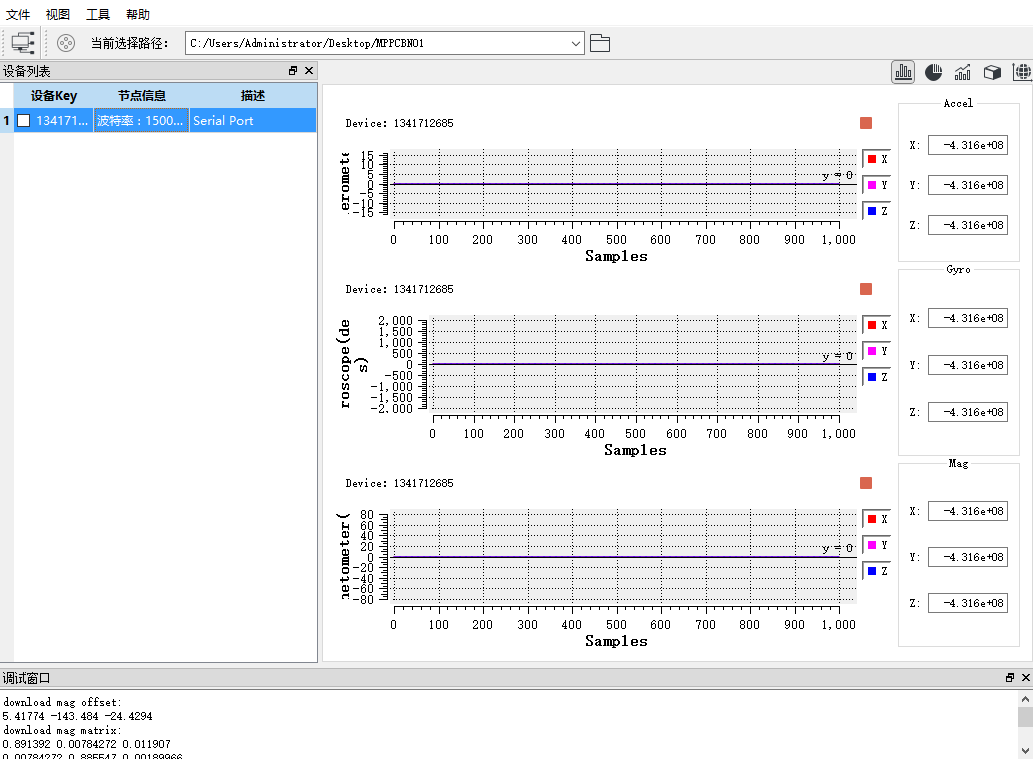 文件 视图 工具 帮助
当前选择路径: C:/Users/Administrator/Desktop/MPPCBN01
设备列表
设备Key 节点信息 描述
1 134171... 波特率：1500... Serial Port
Device: 1341712685
15
10
5
0
-5
-10
-15
eromete
y = 0
X
Y
Z
0 100 200 300 400 500 600 700 800 900 1,000
Samples
Device: 1341712685
2,000
1,500
1,000
500
0
-500
-1,000
-1,500
-2,000
roscope(de
s)
y = 0
X
Y
Z
0 100 200 300 400 500 600 700 800 900 1,000
Samples
Device: 1341712685
80
60
40
20
0
-20
-40
-60
-80
netometer(
y = 0
X
Y
Z
0 100 200 300 400 500 600 700 800 900 1,000
Samples
Accel
X: -4.316e+08
Y: -4.316e+08
Z: -4.316e+08
Gyro
X: -4.316e+08
Y: -4.316e+08
Z: -4.316e+08
Mag
X: -4.316e+08
Y: -4.316e+08
Z: -4.316e+08
调试窗口
download mag offset:
5.41774 -143.484 -24.4294
download mag matrix:
0.891392 0.00784272 0.011907
0.00784272 0.885547 0.00189966